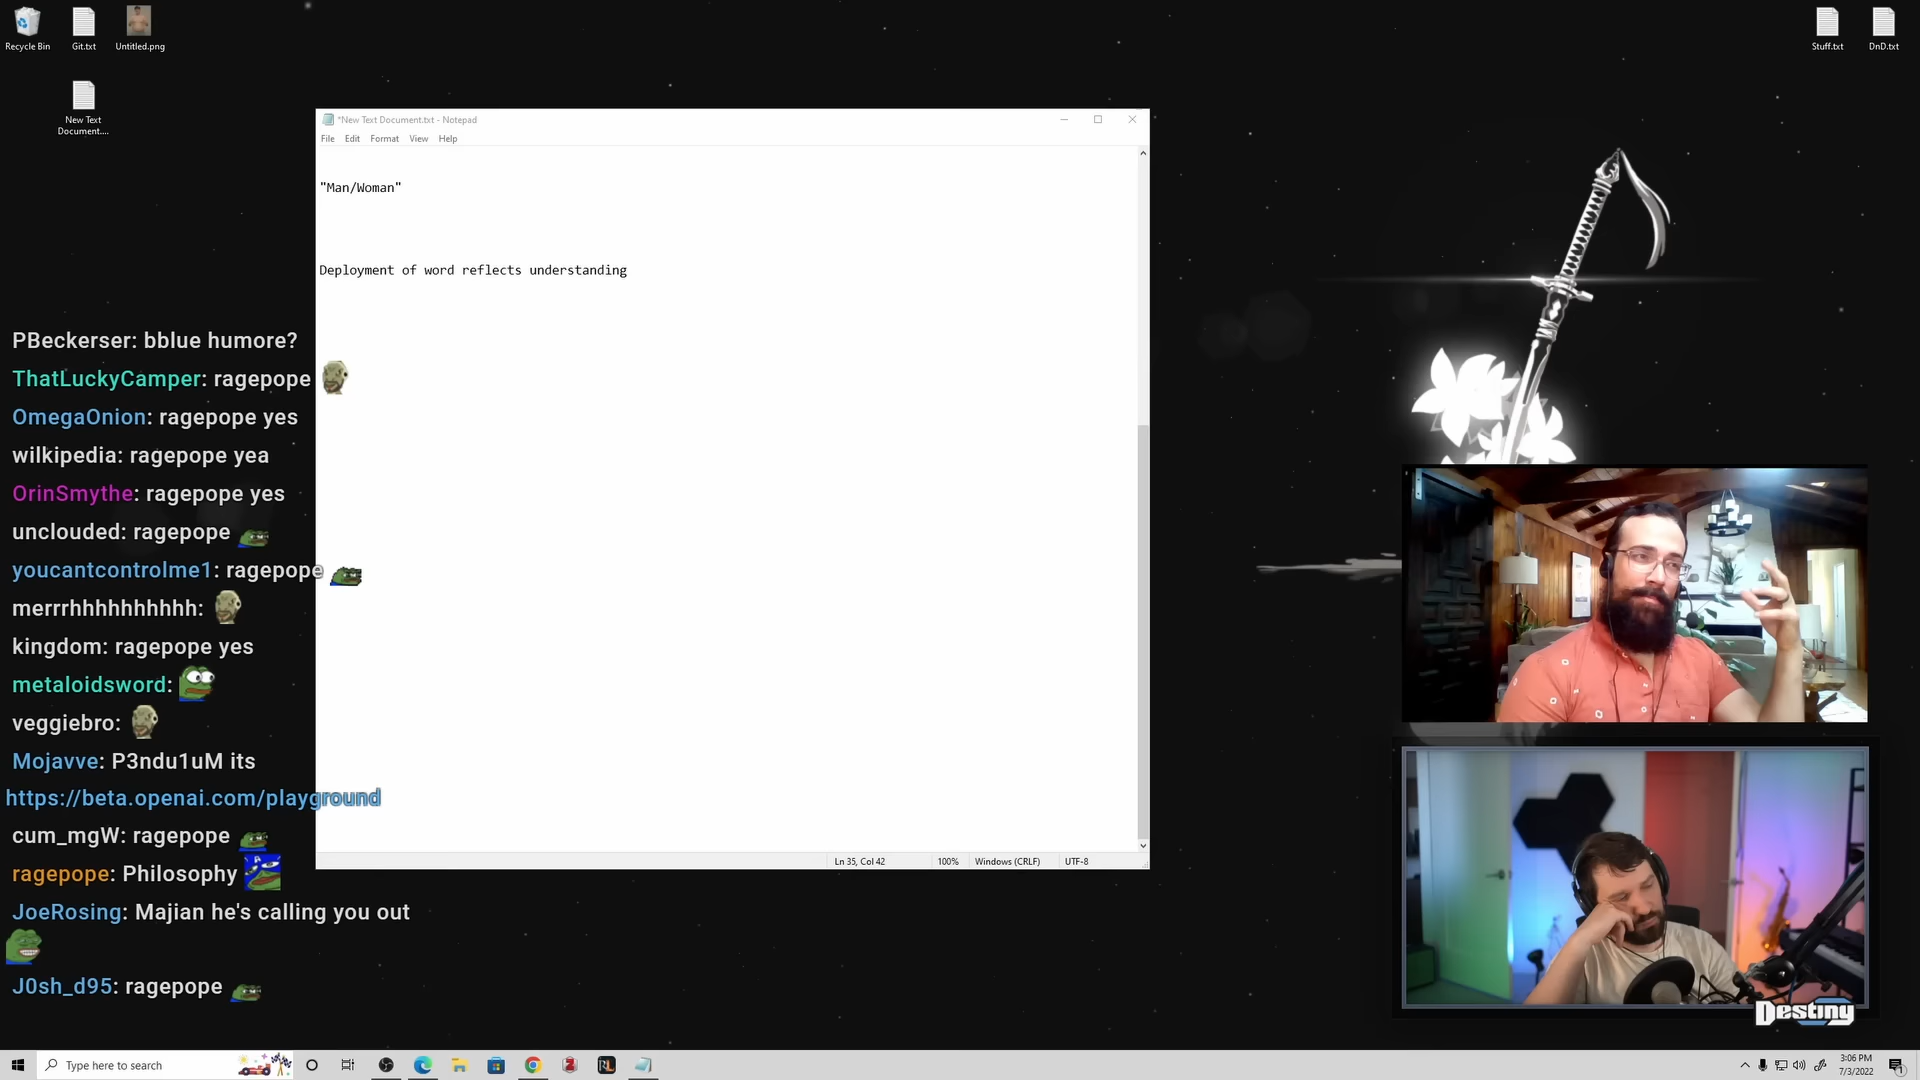 Recycle Bin
Git.txt
Untitled.png
Stuff.txt
DnD.txt
New Text
Document....
*New Text Document.txt - Notepad
File Edit Format View Help
"Man/Woman"
Deployment of word reflects understanding
PBeckerser: bblue humore?
ThatLuckyCamper: ragepope
OmegaOnion: ragepope yes
wilkipedia: ragepope yea
OrinSmythe: ragepope yes
unclouded: ragepope
youcantcontrolme1: ragepope
merrrhhhhhhhhhh:
kingdom: ragepope yes
metaloidsword:
veggiebro:
Mojavve: P3ndu1uM its
https://beta.openai.com/playground
cum_mgW: ragepope
ragepope: Philosophy
JoeRosing: Majian he's calling you out
J0sh_d95: ragepope
Ln 35, Col 42 100% Windows (CRLF) UTF-8
Destiny
Type here to search
3:06 PM
7/3/2022